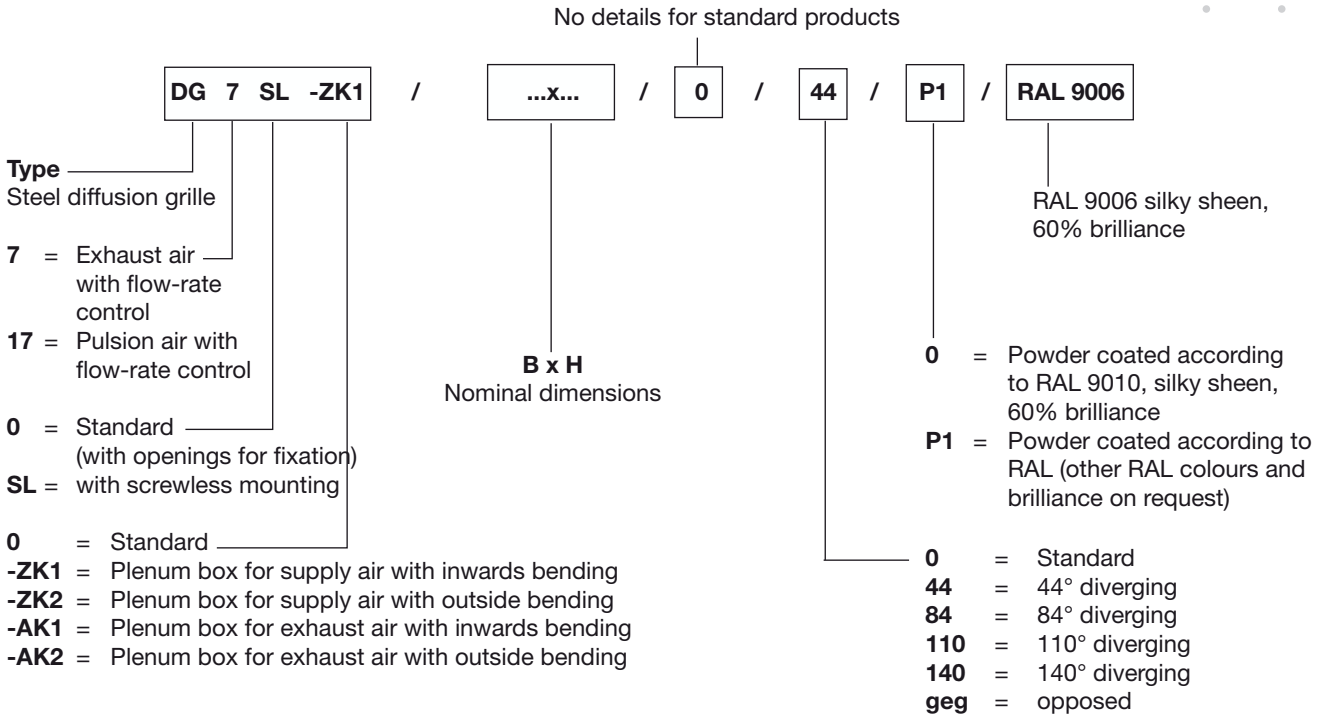 No details for standard products
DG 7 SL -ZK1 / ...x... / 0 / 44 / P1 / RAL 9006
Type
Steel diffusion grille
7 = Exhaust air
with flow-rate
control
17 = Pulsion air with
flow-rate control
0 = Standard
(with openings for fixation)
SL = with screwless mounting
0 = Standard
-ZK1 = Plenum box for supply air with inwards bending
-ZK2 = Plenum box for supply air with outside bending
-AK1 = Plenum box for exhaust air with inwards bending
-AK2 = Plenum box for exhaust air with outside bending
B x H
Nominal dimensions
RAL 9006 silky sheen,
60% brilliance
0 = Powder coated according
to RAL 9010, silky sheen,
60% brilliance
P1 = Powder coated according to
RAL (other RAL colours and
brilliance on request)
0 = Standard
44 = 44° diverging
84 = 84° diverging
110 = 110° diverging
140 = 140° diverging
geg = opposed